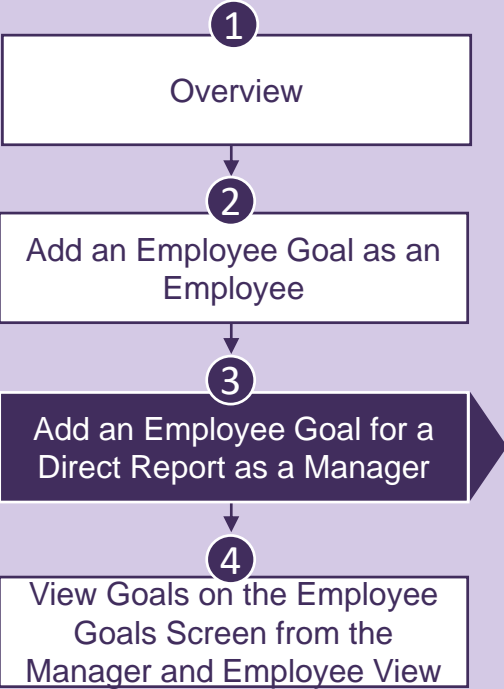 1
Overview
2
Add an Employee Goal as an
Employee
3
Add an Employee Goal for a
Direct Report as a Manager
4
View Goals on the Employee
Goals Screen from the
Manager and Employee View